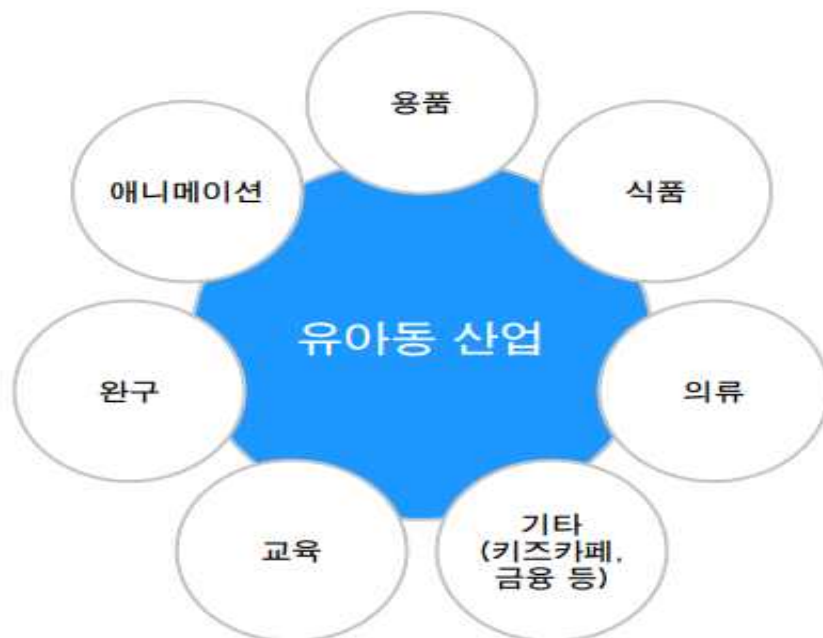 용품
애니메이션
식품
유아동 산업
완구
의류
교육
기타
(키즈카페,
금융 등)